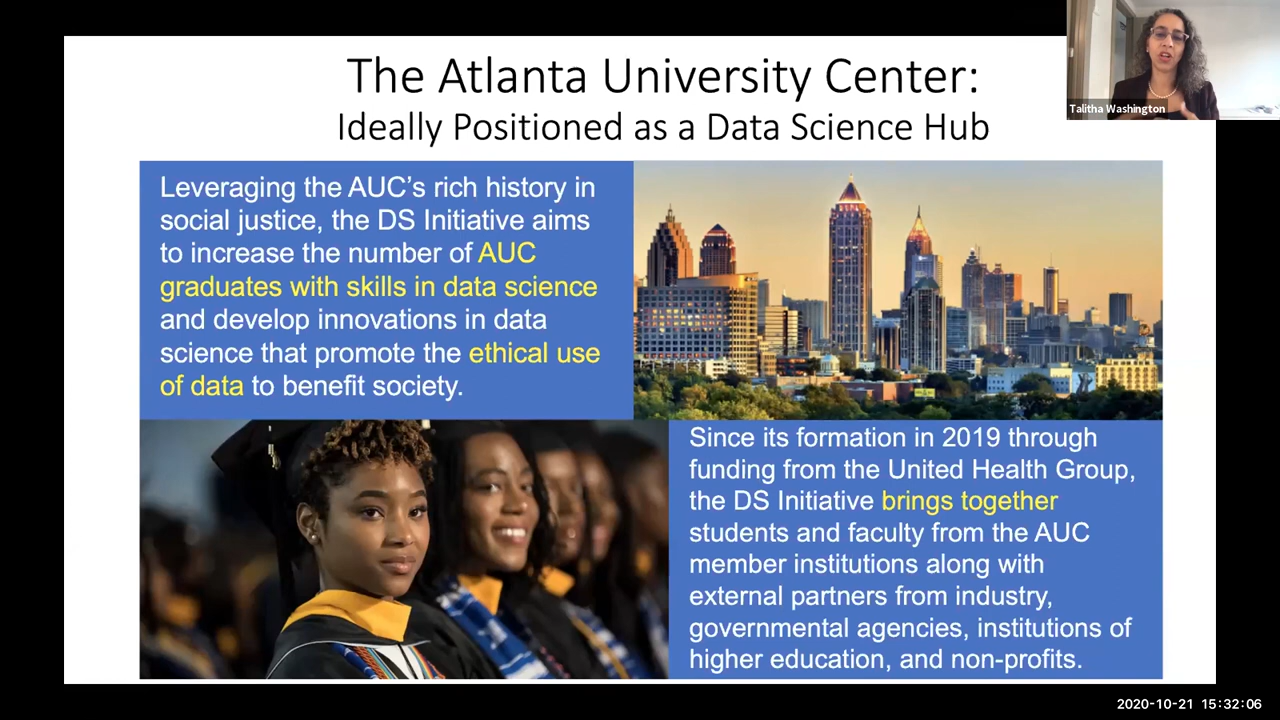 The Atlanta University Center:
Ideally Positioned as a Data Science Hub
Talitha Washington
Leveraging the AUC's rich history in
social justice, the DS Initiative aims
to increase the number of AUC
graduates with skills in data science
and develop innovations in data
science that promote the ethical use
of data to benefit society.
Since its formation in 2019 through
funding from the United Health Group,
the DS Initiative brings together
students and faculty from the AUC
member institutions along with
external partners from industry,
governmental agencies, institutions of
higher education, and non-profits.
2020-10-21 15:32:06